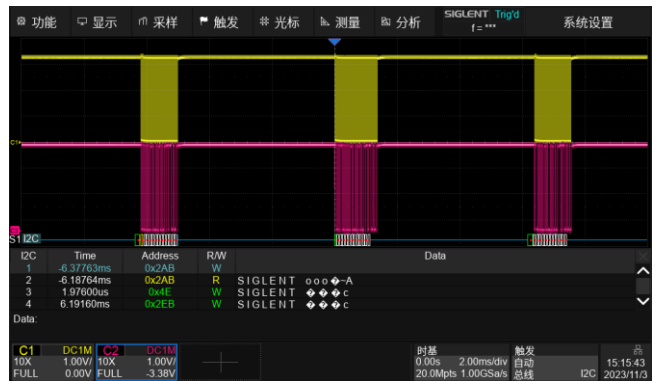 功能 显示 采样 触发 光标 测量 分析 SIGLENT Trig'd 系统设置
f = ***
C1
S1 I2C
I2C Time Address R/W Data
1 -6.37763ms 0x2AB W
2 -6.18764ms 0x2AB R SIGLENT ooo�~A
3 1.97600us 0x4E W SIGLENT ���c
4 6.19160ms 0x2EB W SIGLENT ���c
Data:
C1 DC1M C2 DC1M 时基 触发
10X 1.00V/ 10X 1.00V/ 0.00s 2.00ms/div 自动 15:15:43
FULL 0.00V FULL -3.38V 20.0Mpts 1.00GSa/s 总线 I2C 2023/11/3